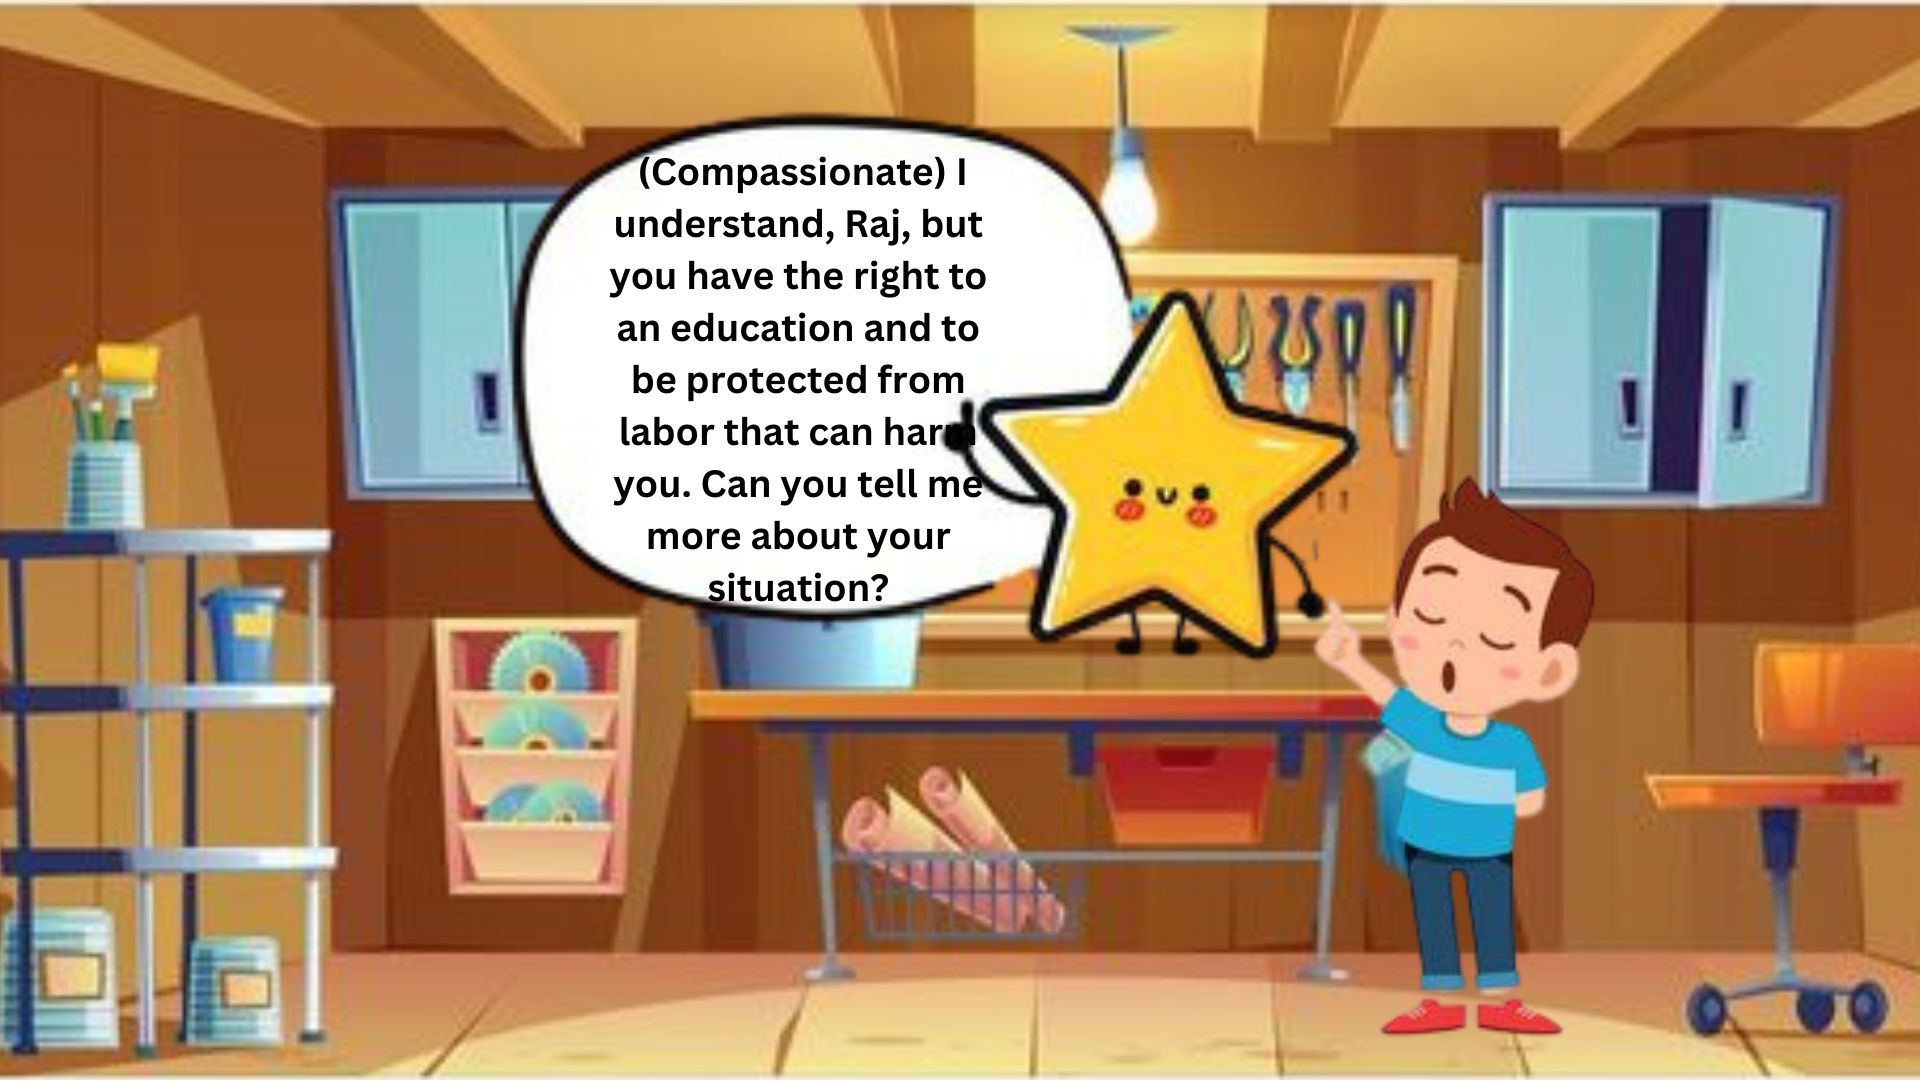 (Compassionate) I
understand, Raj, but
you have the right to
an education and to
be protected from
labor that can harm
you. Can you tell me
more about your
situation?